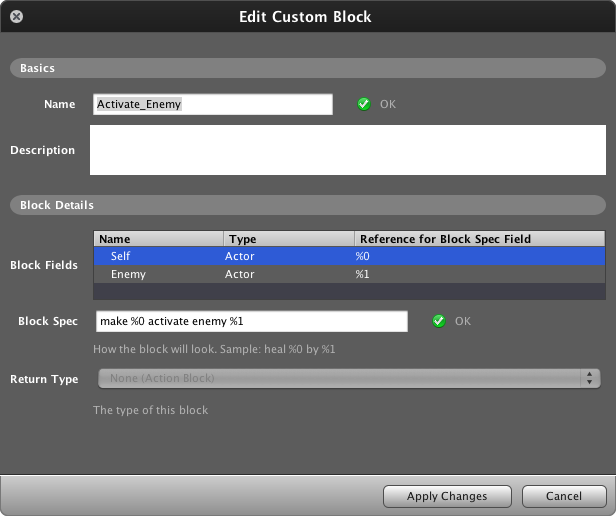 Edit Custom Block
Basics
Name Activate_Enemy OK
Description
Block Details
Name Type Reference for Block Spec Field
Block Fields
Self Actor %0
Enemy Actor %1
Block Spec make %0 activate enemy %1 OK
How the block will look. Sample: heal %0 by %1
Return Type None (Action Block)
The type of this block
Apply Changes Cancel